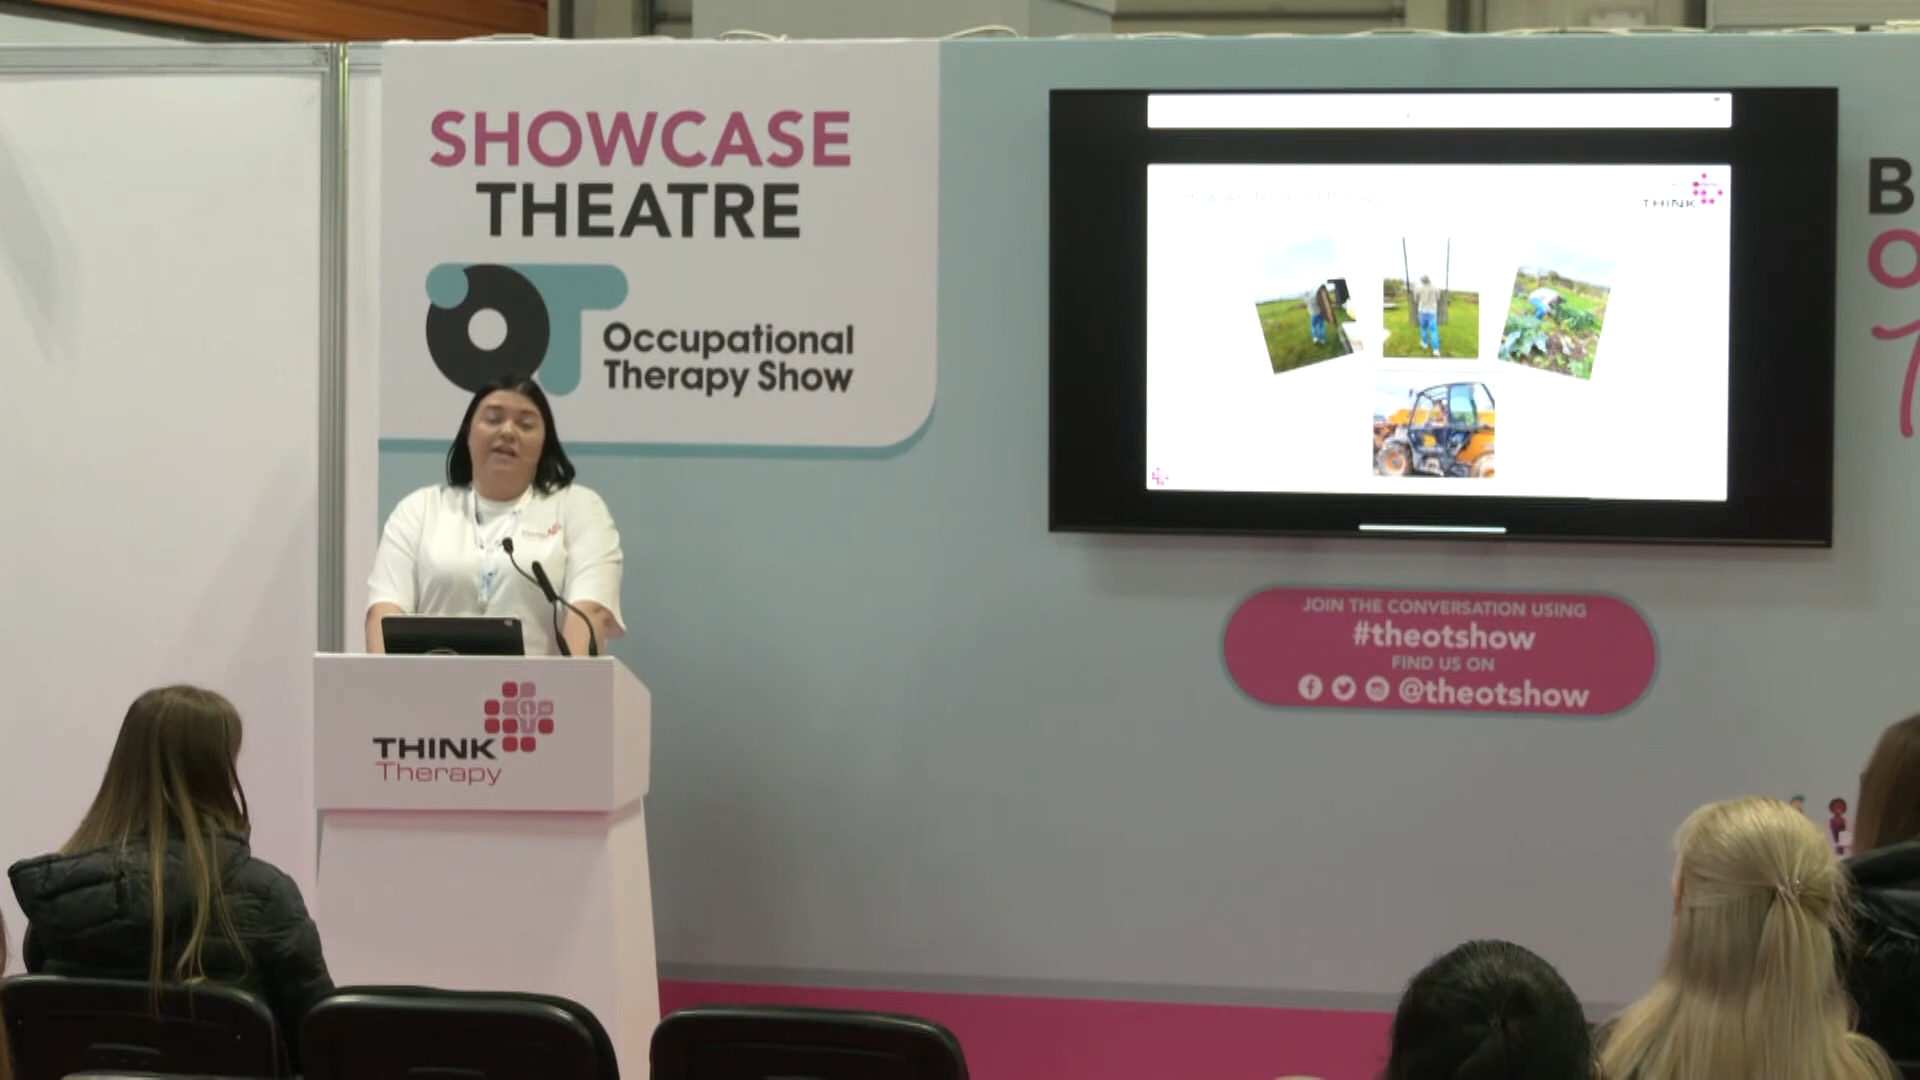 SHOWCASE
THEATRE
Occupational
Therapy Show
THINK
JOIN THE CONVERSATION USING
#theotshow
FIND US ON
@theotshow
THINK
Therapy
B